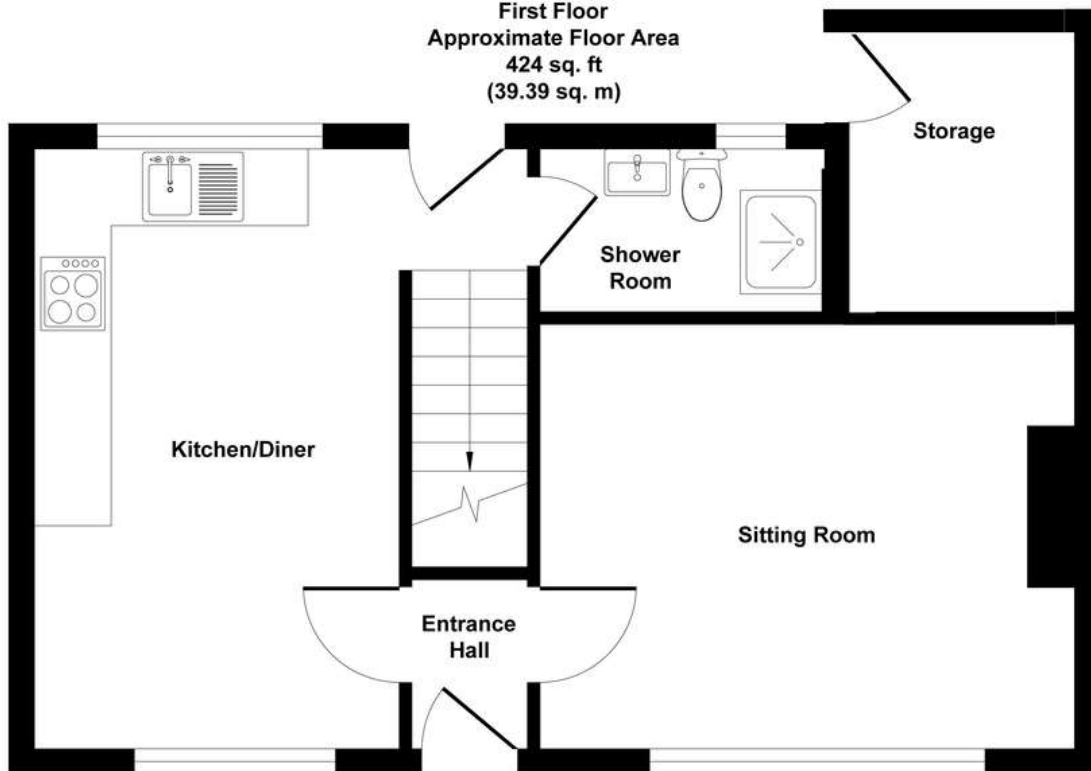 First Floor
Approximate Floor Area
424 sq. ft
(39.39 sq. m)
Storage
Shower
Room
Kitchen/Diner
Sitting Room
Entrance
Hall